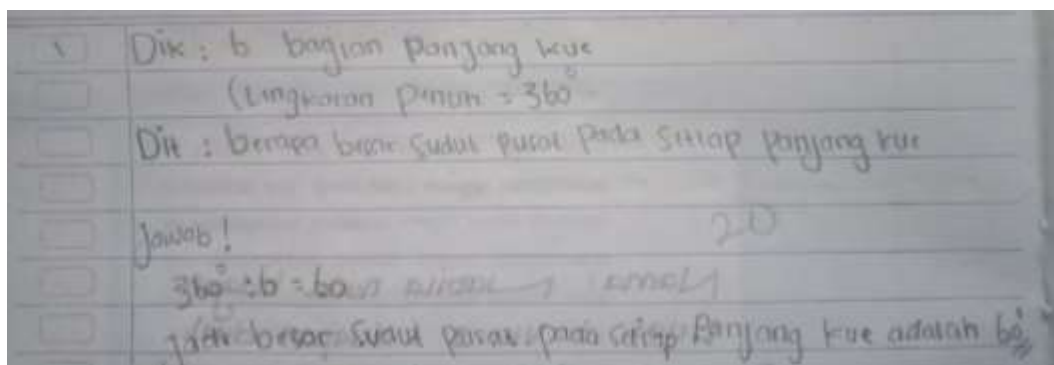 1 Dik : 6 bagian Panjang kue
Lingkaran Penuh = 360°
Dit : berapa besar sudut pusat pada setiap panjang kue
Jawab !
20
360° : 6 = 60
Jadi besar sudut pusat pada setiap Panjang kue adalah 60°